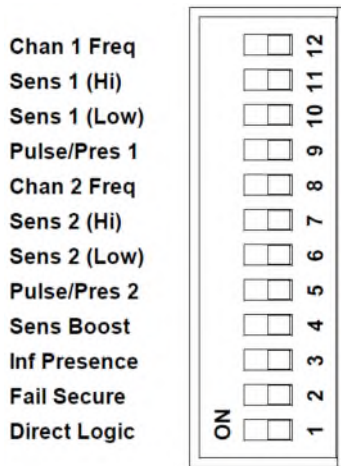 Chan 1 Freq 12
Sens 1 (Hi) 11
Sens 1 (Low) 10
Pulse/Pres 1 9
Chan 2 Freq 8
Sens 2 (Hi) 7
Sens 2 (Low) 6
Pulse/Pres 2 5
Sens Boost 4
Inf Presence 3
Fail Secure 2
Direct Logic ON 1